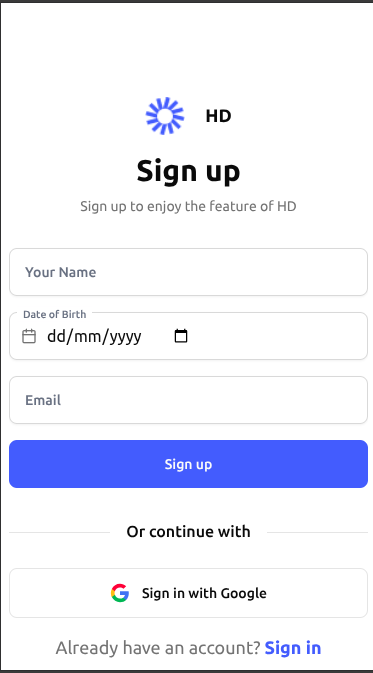 HD
Sign up
Sign up to enjoy the feature of HD
Your Name
Date of Birth
dd/mm/yyyy
Email
Sign up
Or continue with
Sign in with Google
Already have an account? Sign in